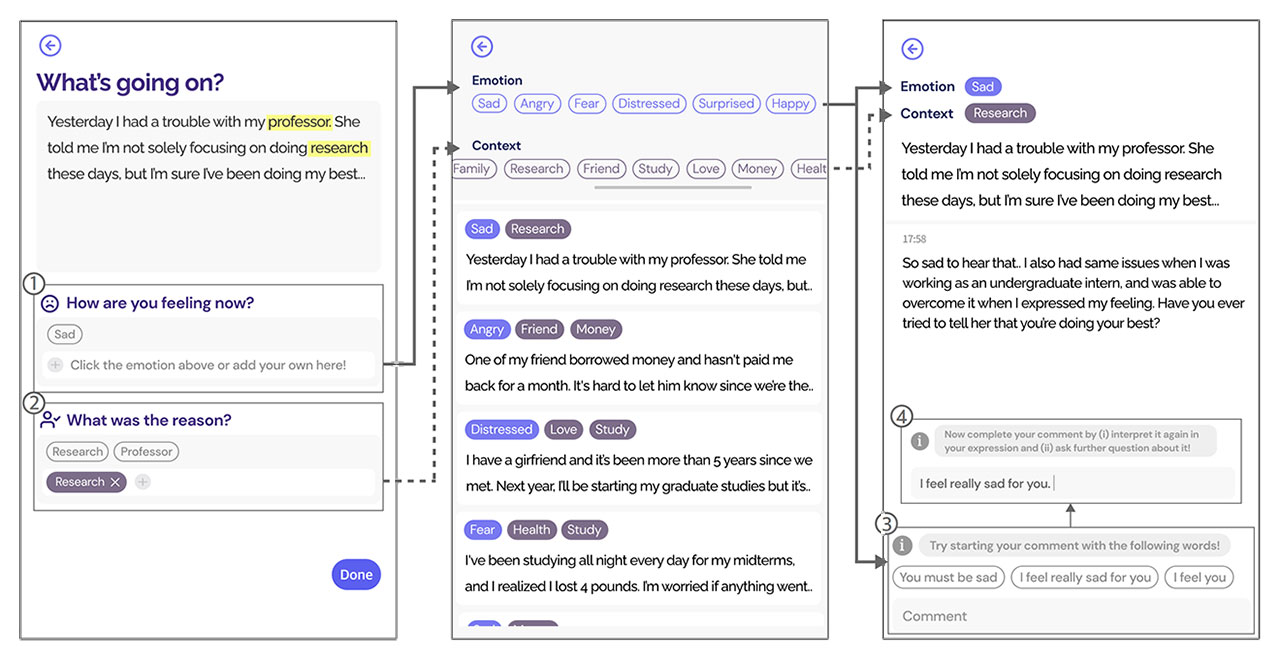 What's going on?
Yesterday I had a trouble with my professor. She
told me I'm not solely focusing on doing research
these days, but I'm sure I've been doing my best...
1
How are you feeling now?
Sad
+ Click the emotion above or add your own here!
2
What was the reason?
Research Professor
Research X +
Done
Emotion
Sad Angry Fear Distressed Surprised Happy
Context
Family Research Friend Study Love Money Healt
Sad Research
Yesterday I had a trouble with my professor. She told me
I'm not solely focusing on doing research these days, but..
Angry Friend Money
One of my friend borrowed money and hasn't paid me
back for a month. It's hard to let him know since we're the..
Distressed Love Study
I have a girlfriend and it's been more than 5 years since we
met. Next year, I'll be starting my graduate studies but it's..
Fear Health Study
I've been studying all night every day for my midterms,
and I realized I lost 4 pounds. I'm worried if anything went..
Emotion Sad
Context Research
Yesterday I had a trouble with my professor. She
told me I'm not solely focusing on doing research
these days, but I'm sure I've been doing my best...
17:58
So sad to hear that.. I also had same issues when I was
working as an undergraduate intern, and was able to
overcome it when I expressed my feeling. Have you ever
tried to tell her that you're doing your best?
4
i Now complete your comment by (i) interpret it again in
your expression and (ii) ask further question about it!
I feel really sad for you.
3
i Try starting your comment with the following words!
You must be sad I feel really sad for you I feel you
Comment